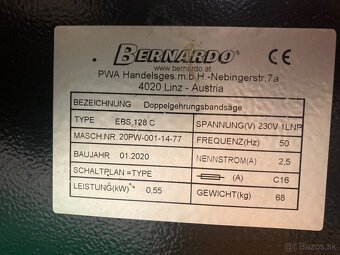 BERNARDO CE
www.bernardo.at
PWA Handelsges.m.b.H.-Nebingerstr.7a
4020 Linz - Austria
BEZEICHNUNG Doppelgehrungsbandsäge
TYPE EBS 128 C SPANNUNG(V) 230V 1LNP
MASCH.NR. 20PW-001-14-77 FREQUENZ(Hz) 50
BAUJAHR 01.2020 NENNSTROM(A) 2,5
SCHALTPLAN =TYPE (A) C16
LEISTUNG(kW) 0,55 GEWICHT(kg) 68
Bazos.sk